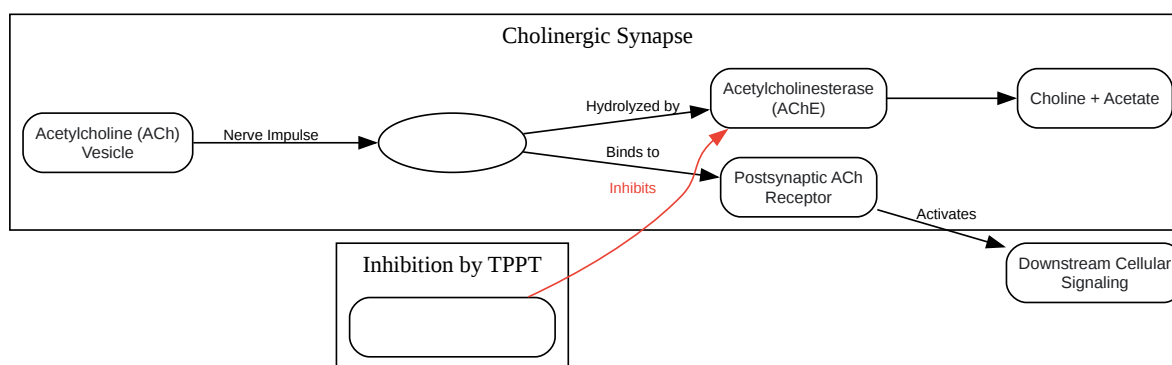 Cholinergic Synapse
Acetylcholine (ACh)
Vesicle
Nerve Impulse
Hydrolyzed by
Acetylcholinesterase
(AChE)
Choline + Acetate
Binds to
Inhibits
Postsynaptic ACh
Receptor
Activates
Downstream Cellular
Signaling
Inhibition by TPPT